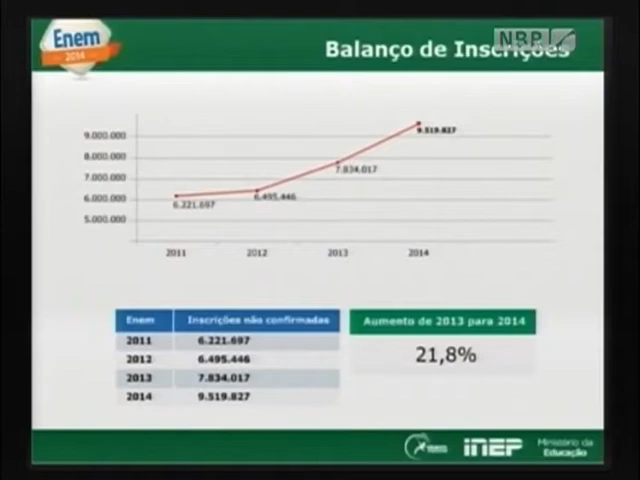 Enem
2014
Balanço de Inscrições
NBR
9.000.000
8.000.000
7.000.000
6.000.000
5.000.000
9.519.827
7.834.017
6.495.446
6.221.697
2011 2012 2013 2014
Enem Inscrições não confirmadas
2011 6.221.697
2012 6.495.446
2013 7.834.017
2014 9.519.827
Aumento de 2013 para 2014
21,8%
INEP
Ministério da
Educação